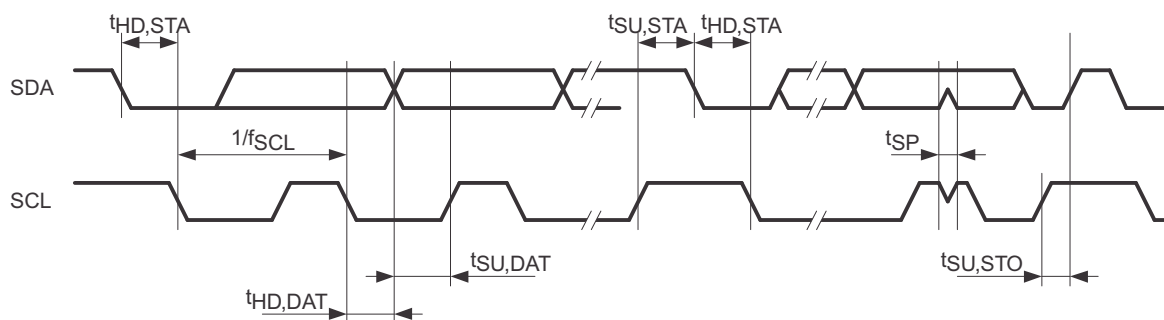 tHD,STA tSU,STA tHD,STA
SDA
1/fSCL tSP
SCL
tSU,DAT tSU,STO
tHD,DAT